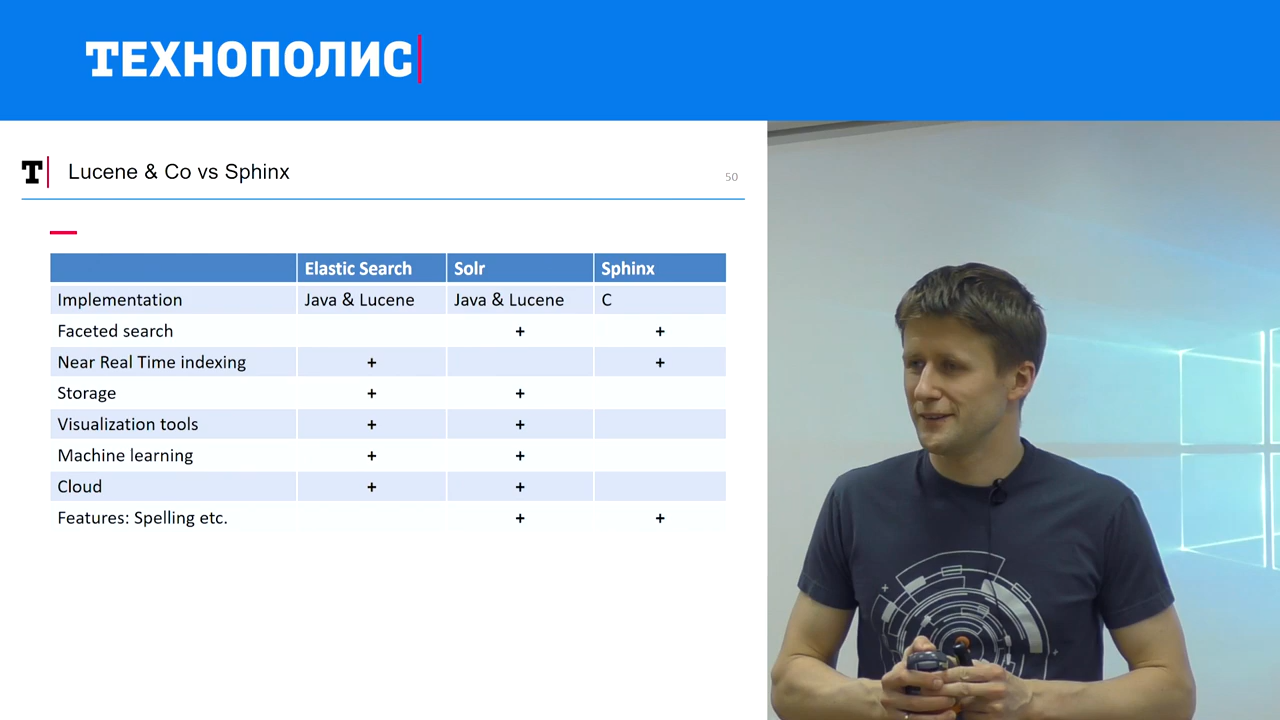 ТЕХНОПОЛИС
T Lucene & Co vs Sphinx 50
Elastic Search Solr Sphinx
Implementation Java & Lucene Java & Lucene C
Faceted search + +
Near Real Time indexing + +
Storage + +
Visualization tools + +
Machine learning + +
Cloud + +
Features: Spelling etc. + +